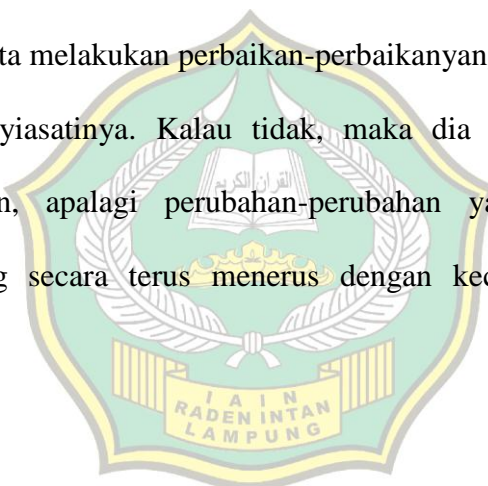 ta melakukan perbaikan-perbaikanyan
yiasatinya. Kalau tidak, maka dia
n, apalagi perubahan-perubahan ya
g secara terus menerus dengan kec
القرآن الكريم
I A I N
RADEN INTAN
LAMPUNG